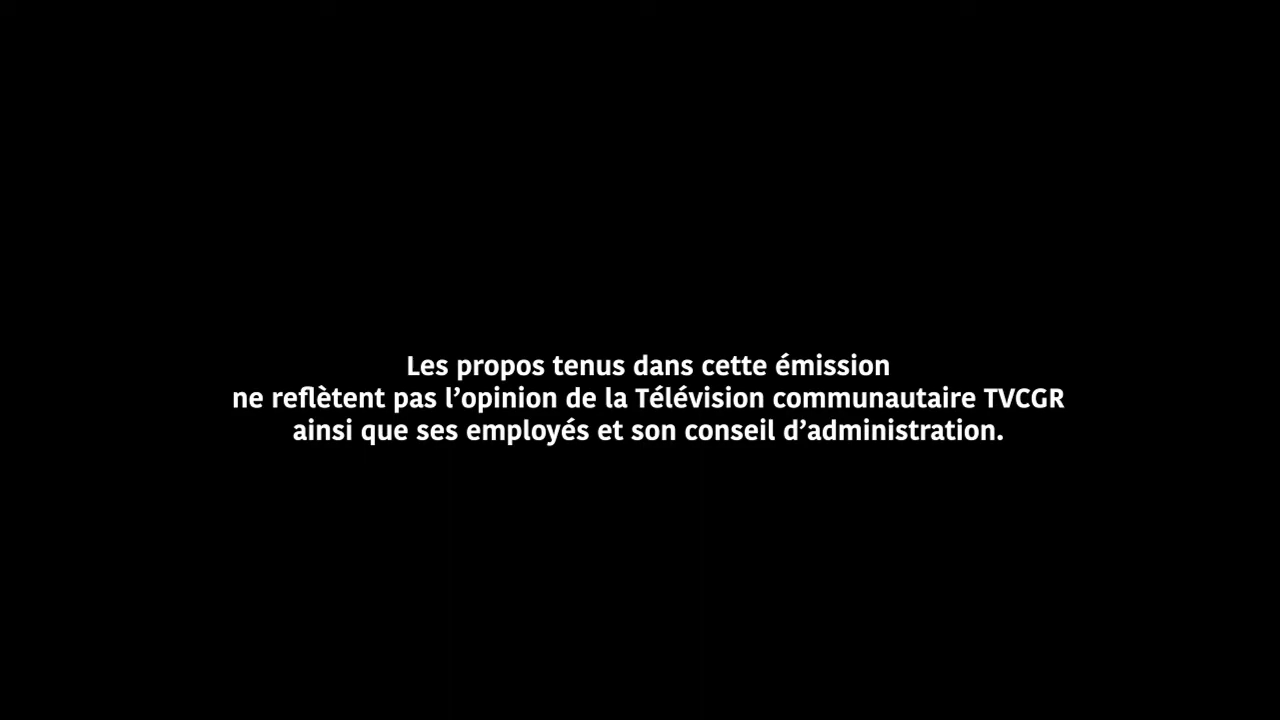 Les propos tenus dans cette émission
ne reflètent pas l’opinion de la Télévision communautaire TVCGR
ainsi que ses employés et son conseil d’administration.